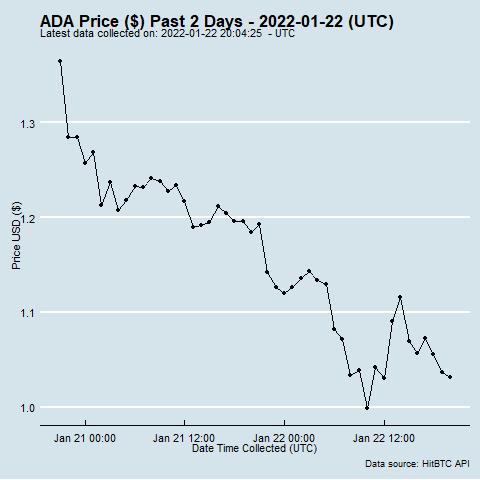 ADA Price ($) Past 2 Days - 2022-01-22 (UTC)
Latest data collected on: 2022-01-22 20:04:25 - UTC
1.3
1.2
1.1
1.0
Price USD ($)
Jan 21 00:00 Jan 21 12:00 Jan 22 00:00 Jan 22 12:00
Date Time Collected (UTC)
Data source: HitBTC API